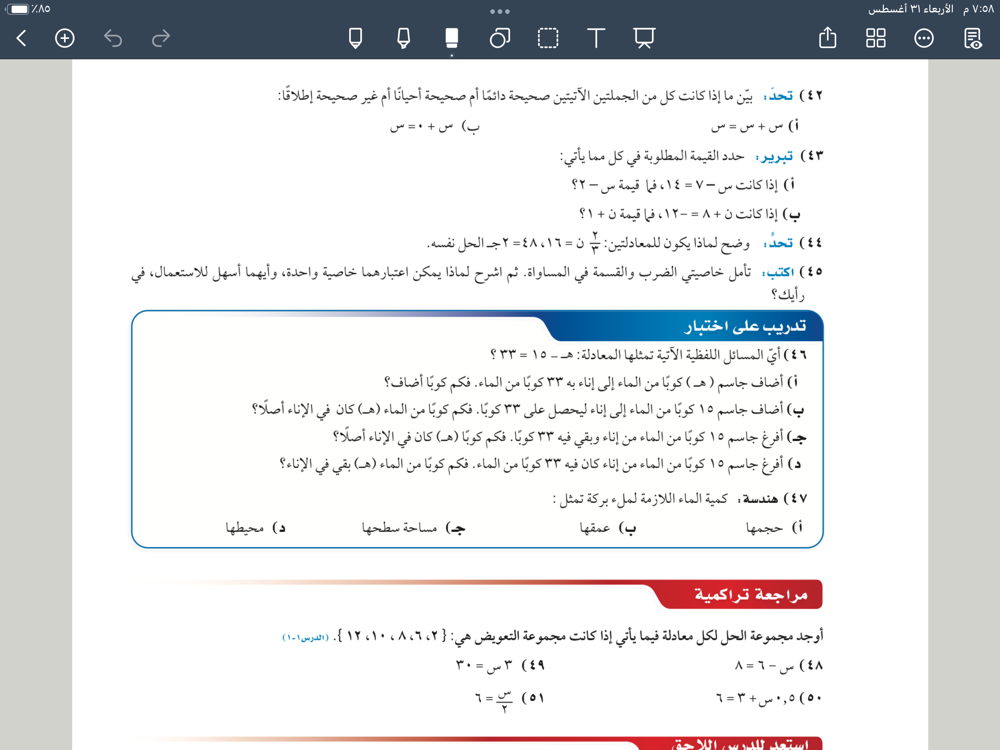 ٧:٥٨ م الأربعاء ٣١ أغسطس
٪٨٥
٤٢) تحدّ: بيّن ما إذا كانت كل من الجملتين الآتيتين صحيحة دائمًا أم صحيحة أحيانًا أم غير صحيحة إطلاقًا:
أ) س + س = س ب) س + ٠ = س
٤٣) تبرير: حدد القيمة المطلوبة في كل مما يأتي:
أ) إذا كانت س – ٧ = ١٤، فما قيمة س – ٢؟
ب) إذا كانت ن + ٨ = –١٢، فما قيمة ن + ١؟
٤٤) تحدٍّ: وضح لماذا يكون للمعادلتين: ٢/٣ ن = ١٦، ٤٨ = ٢جـ الحل نفسه.
٤٥) اكتب: تأمل خاصيتي الضرب والقسمة في المساواة. ثم اشرح لماذا يمكن اعتبارهما خاصية واحدة، وأيهما أسهل للاستعمال، في
رأيك؟
تدريب على اختبار
٤٦) أيّ المسائل اللفظية الآتية تمثلها المعادلة: هـ – ١٥ = ٣٣ ؟
أ) أضاف جاسم ( هـ ) كوبًا من الماء إلى إناء به ٣٣ كوبًا من الماء. فكم كوبًا أضاف؟
ب) أضاف جاسم ١٥ كوبًا من الماء إلى إناء ليحصل على ٣٣ كوبًا. فكم كوبًا من الماء (هـ) كان في الإناء أصلًا؟
جـ) أفرغ جاسم ١٥ كوبًا من الماء من إناء وبقي فيه ٣٣ كوبًا. فكم كوبًا (هـ) كان في الإناء أصلًا؟
د) أفرغ جاسم ١٥ كوبًا من الماء من إناء كان فيه ٣٣ كوبًا من الماء. فكم كوبًا من الماء (هـ) بقي في الإناء؟
٤٧) هندسة: كمية الماء اللازمة لملء بركة تمثل :
أ) حجمها ب) عمقها جـ) مساحة سطحها د) محيطها
مراجعة تراكمية
أوجد مجموعة الحل لكل معادلة فيما يأتي إذا كانت مجموعة التعويض هي: { ٢، ٦، ٨ ، ١٠، ١٢ }. (الدرس ١-١)
٤٨) س – ٦ = ٨ ٤٩) ٣ س = ٣٠
٥٠) ٠,٥ س + ٣ = ٦ ٥١) س/٢ = ٦
استعد للدرس اللاحق